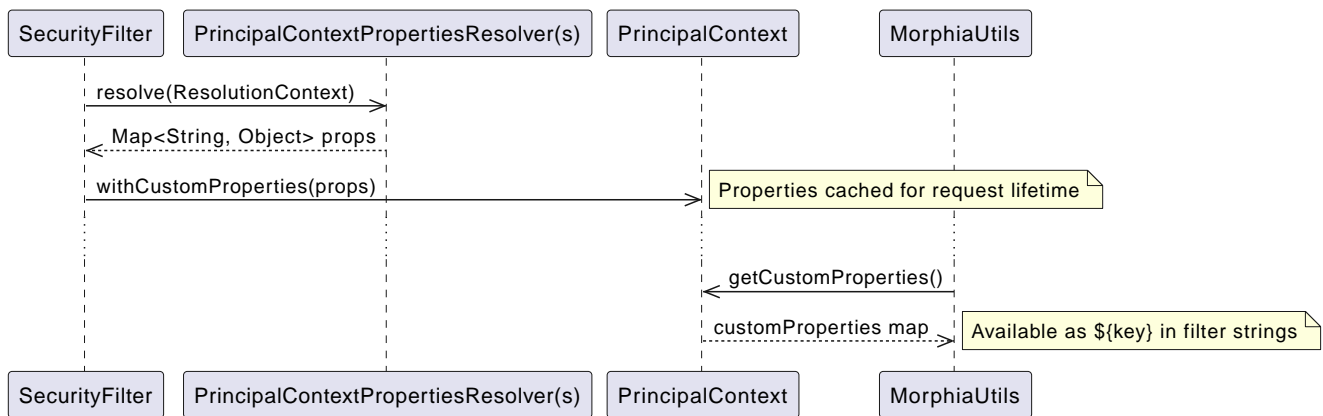 SecurityFilter PrincipalContextPropertiesResolver(s) PrincipalContext MorphiaUtils
resolve(ResolutionContext)
Map<String, Object> props
withCustomProperties(props)
Properties cached for request lifetime
getCustomProperties()
customProperties map
Available as ${key} in filter strings
SecurityFilter PrincipalContextPropertiesResolver(s) PrincipalContext MorphiaUtils